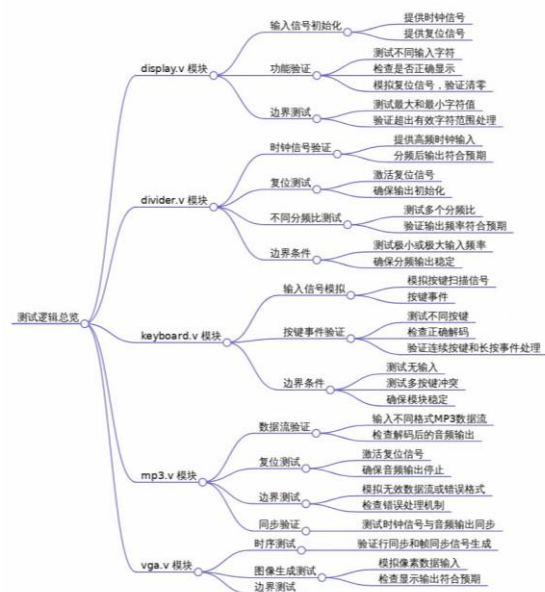 测试逻辑总览
display.v 模块
输入信号初始化
提供时钟信号
提供复位信号
功能验证
测试不同输入字符
检查是否正确显示
模拟复位信号，验证清零
边界测试
测试最大和最小字符值
验证超出有效字符范围处理
divider.v 模块
时钟信号验证
提供高频时钟输入
分频后输出符合预期
复位测试
激活复位信号
确保输出初始化
不同分频比测试
测试多个分频比
验证输出频率符合预期
边界条件
测试极小或极大输入频率
确保分频输出稳定
keyboard.v 模块
输入信号模拟
模拟按键扫描信号
按键事件
按键事件验证
测试不同按键
检查正确解码
验证连续按键和长按事件处理
边界条件
测试无输入
测试多按键冲突
确保模块稳定
mp3.v 模块
数据流验证
输入不同格式MP3数据流
检查解码后的音频输出
复位测试
激活复位信号
确保音频输出停止
边界测试
模拟无效数据流或错误格式
检查错误处理机制
同步验证
测试时钟信号与音频输出同步
vga.v 模块
时序测试
验证行同步和帧同步信号生成
图像生成测试
模拟像素数据输入
检查显示输出符合预期
边界测试